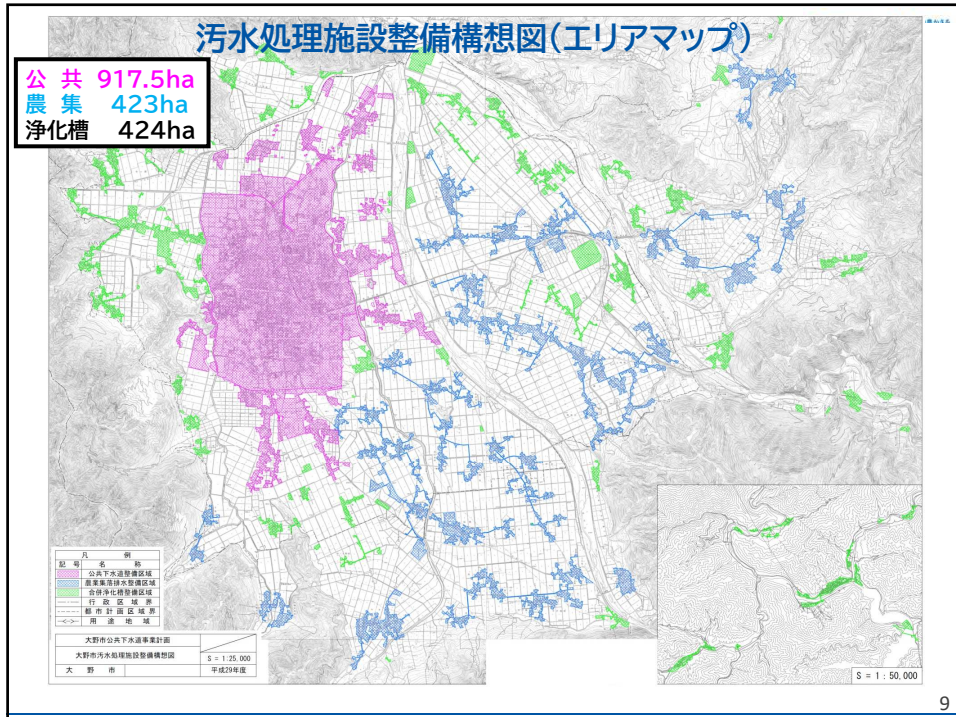 汚水処理施設整備構想図(エリアマップ)
公共 917.5ha
農集 423ha
浄化槽 424ha
凡例
記号 名称
公共下水道整備区域
農業集落排水整備区域
合併浄化槽整備区域
行政区域界
都市計画区域界
用途地域
大野市公共下水道事業計画
大野市汚水処理施設整備構想図 S = 1:25,000
大野市 平成29年度
S = 1 : 50,000
9